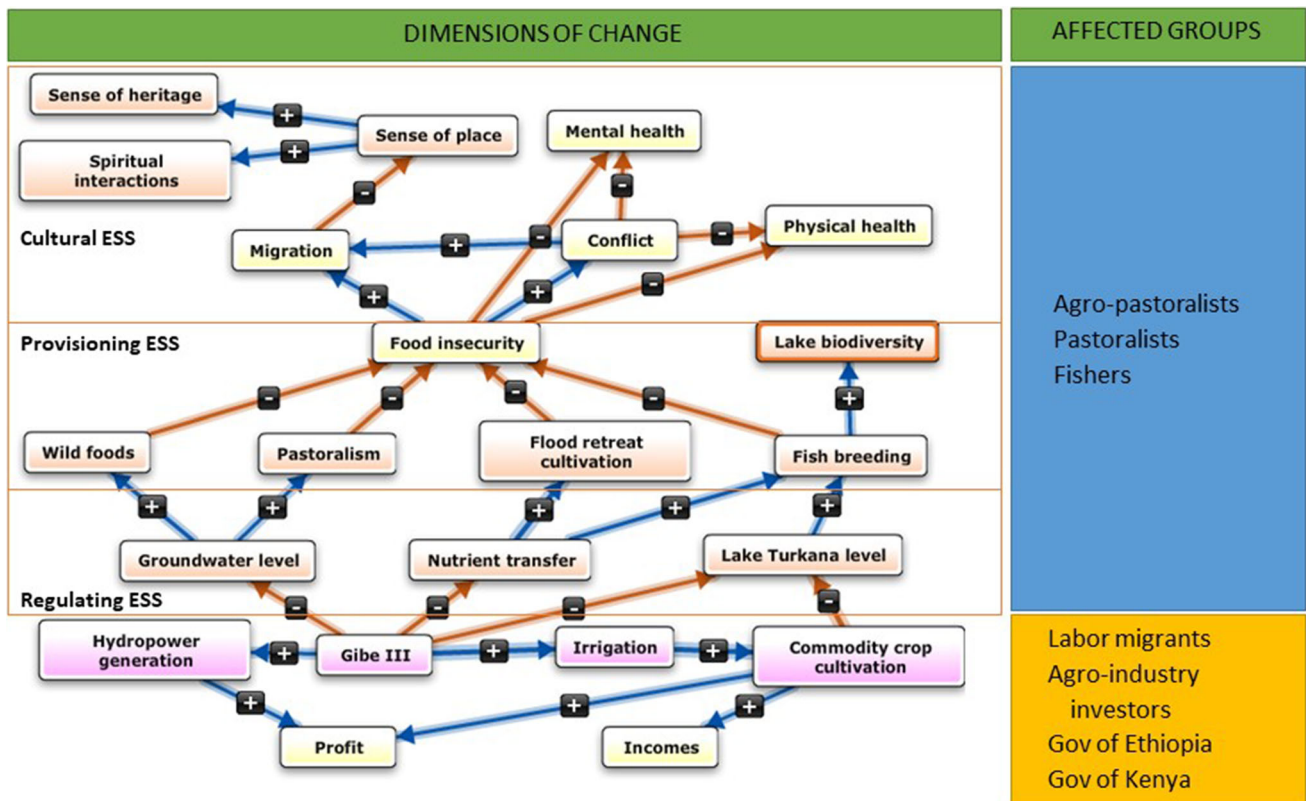 DIMENSIONS OF CHANGE
AFFECTED GROUPS
Sense of heritage
+
Sense of place
Mental health
+
Spiritual
interactions
-
-
Physical health
Cultural ESS
Migration
+
-
Conflict
-
+
+
-
Provisioning ESS
Food insecurity
Lake biodiversity
-
-
-
-
+
Wild foods
Pastoralism
Flood retreat
cultivation
Fish breeding
+
+
+
+
+
Groundwater level
Nutrient transfer
Lake Turkana level
Regulating ESS
-
-
-
-
Hydropower
generation
+
Gibe III
+
Irrigation
+
Commodity crop
cultivation
+
+
+
Profit
Incomes
Agro-pastoralists
Pastoralists
Fishers
Labor migrants
Agro-industry
investors
Gov of Ethiopia
Gov of Kenya